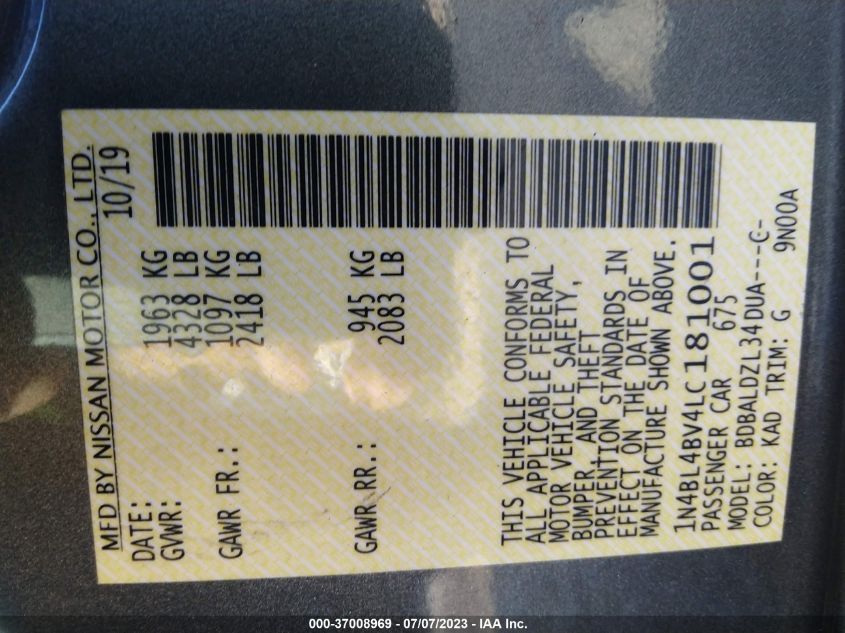 MFD BY NISSAN MOTOR CO., LTD.
DATE: 10/19
GVWR: 1963 KG
4328 LB
GAWR FR.: 1097 KG
2418 LB
GAWR RR.: 945 KG
2083 LB
THIS VEHICLE CONFORMS TO
ALL APPLICABLE FEDERAL
MOTOR VEHICLE SAFETY,
BUMPER, AND THEFT
PREVENTION STANDARDS IN
EFFECT ON THE DATE OF
MANUFACTURE SHOWN ABOVE.
1N4BL4BV4LC181001
PASSENGER CAR 675
MODEL: BDBALDZL34DUA---C-
COLOR: KAD TRIM: G 9N00A
000-37008969 - 07/07/2023 - IAA Inc.